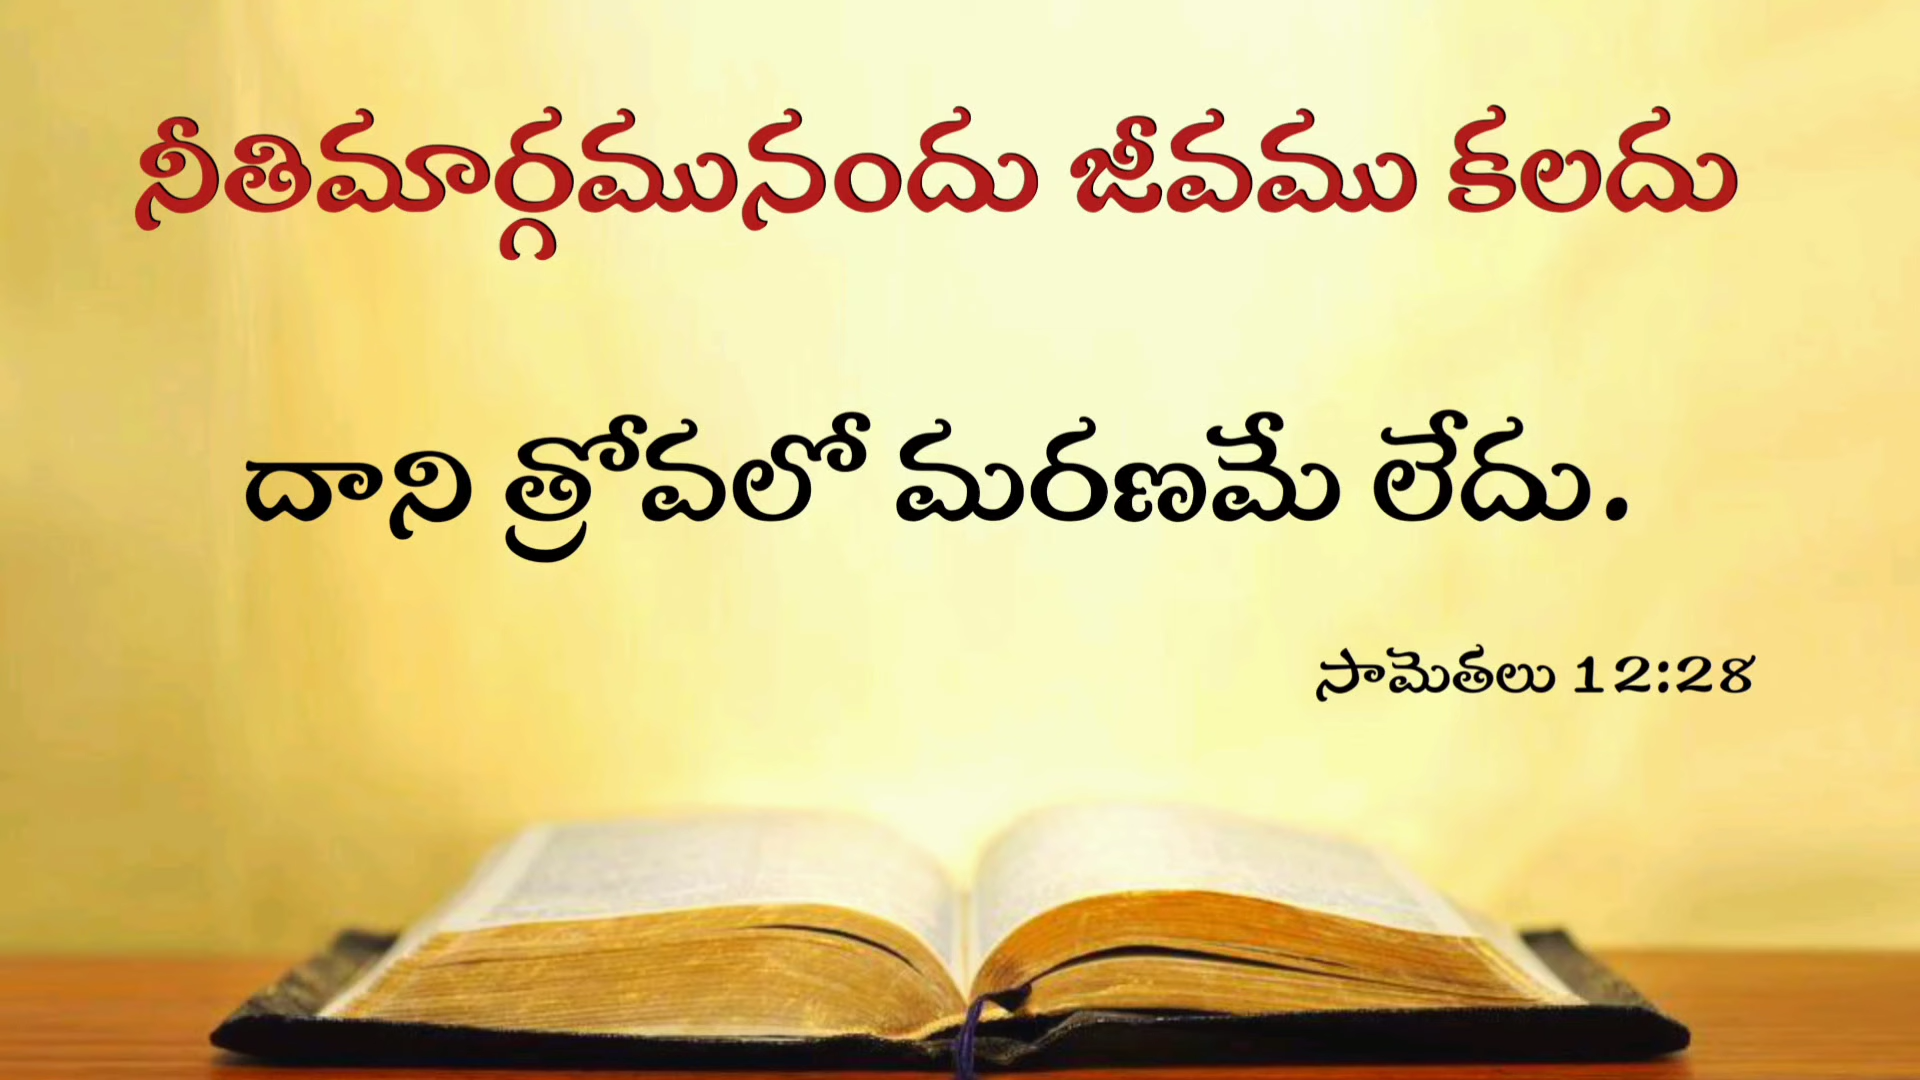 నీతిమార్గమునందు జీవము కలదు
దాని త్రోవలో మరణమే లేదు.
సామెతలు 12:28